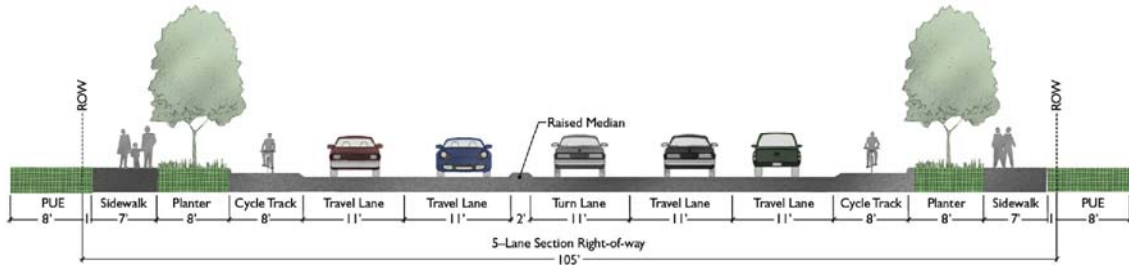 ROW
ROW
Raised Median
PUE Sidewalk Planter Cycle Track Travel Lane Travel Lane Turn Lane Travel Lane Travel Lane Cycle Track Planter Sidewalk PUE
8' 1' 7' 8' 8' 11' 11' 2' 11' 11' 11' 8' 8' 7' 1' 8'
5–Lane Section Right-of-way
105'